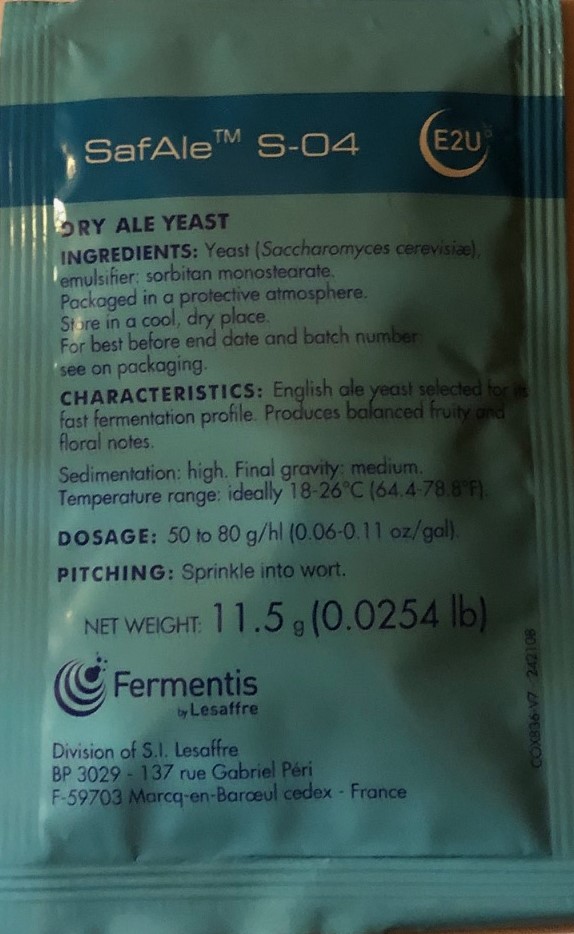 SafAle™ S-04
E2U
DRY ALE YEAST
INGREDIENTS: Yeast (Saccharomyces cerevisiæ),
emulsifier: sorbitan monostearate.
Packaged in a protective atmosphere.
Store in a cool, dry place.
For best before end date and batch number
see on packaging.
CHARACTERISTICS: English ale yeast selected for its
fast fermentation profile. Produces balanced fruity and
floral notes.
Sedimentation: high. Final gravity: medium.
Temperature range: ideally 18-26°C (64.4-78.8°F).
DOSAGE: 50 to 80 g/hl (0.06-0.11 oz/gal).
PITCHING: Sprinkle into wort.
NET WEIGHT: 11.5 g (0.0254 lb)
Fermentis
by Lesaffre
Division of S.I. Lesaffre
BP 3029 - 137 rue Gabriel Péri
F-59703 Marcq-en-Barœul cedex - France
COX836-V7 242108